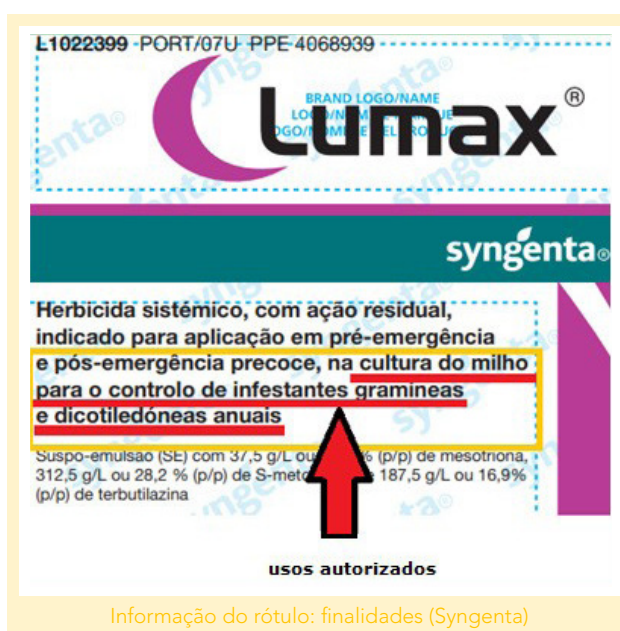 L1022399 PORT/07U PPE 4068939
BRAND LOGO/NAME
Lumax®
syngenta®
Herbicida sistémico, com ação residual,
indicado para aplicação em pré-emergência
e pós-emergência precoce, na cultura do milho
para o controlo de infestantes gramíneas
e dicotiledóneas anuais
Suspo-emulsão (SE) com 37,5 g/L ou % (p/p) de mesotriona,
312,5 g/L ou 28,2 % (p/p) de 187,5 g/L ou 16,9%
(p/p) de terbutilazina
usos autorizados
Informação do rótulo: finalidades (Syngenta)